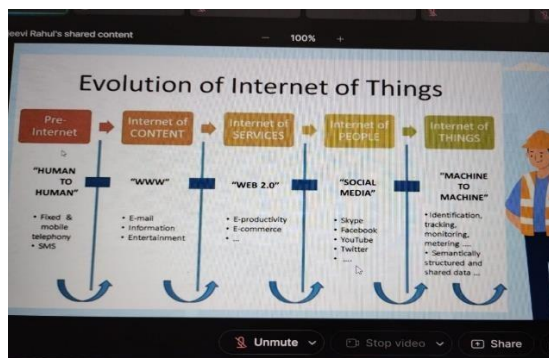 jeevi Rahul's shared content
− 100% +
Evolution of Internet of Things
Pre-
Internet
Internet of
CONTENT
Internet of
SERVICES
Internet of
PEOPLE
Internet of
THINGS
"HUMAN
TO
HUMAN"
"WWW"
"WEB 2.0"
"SOCIAL
MEDIA"
"MACHINE
TO
MACHINE"
• Fixed &
mobile
telephony
• SMS
• E-mail
• Information
• Entertainment
• E-productivity
• E-commerce
• ...
• Skype
• Facebook
• YouTube
• Twitter
• ....
• Identification,
tracking,
monitoring,
metering ....
• Semantically
structured and
shared data ...
Unmute
Stop video
Share